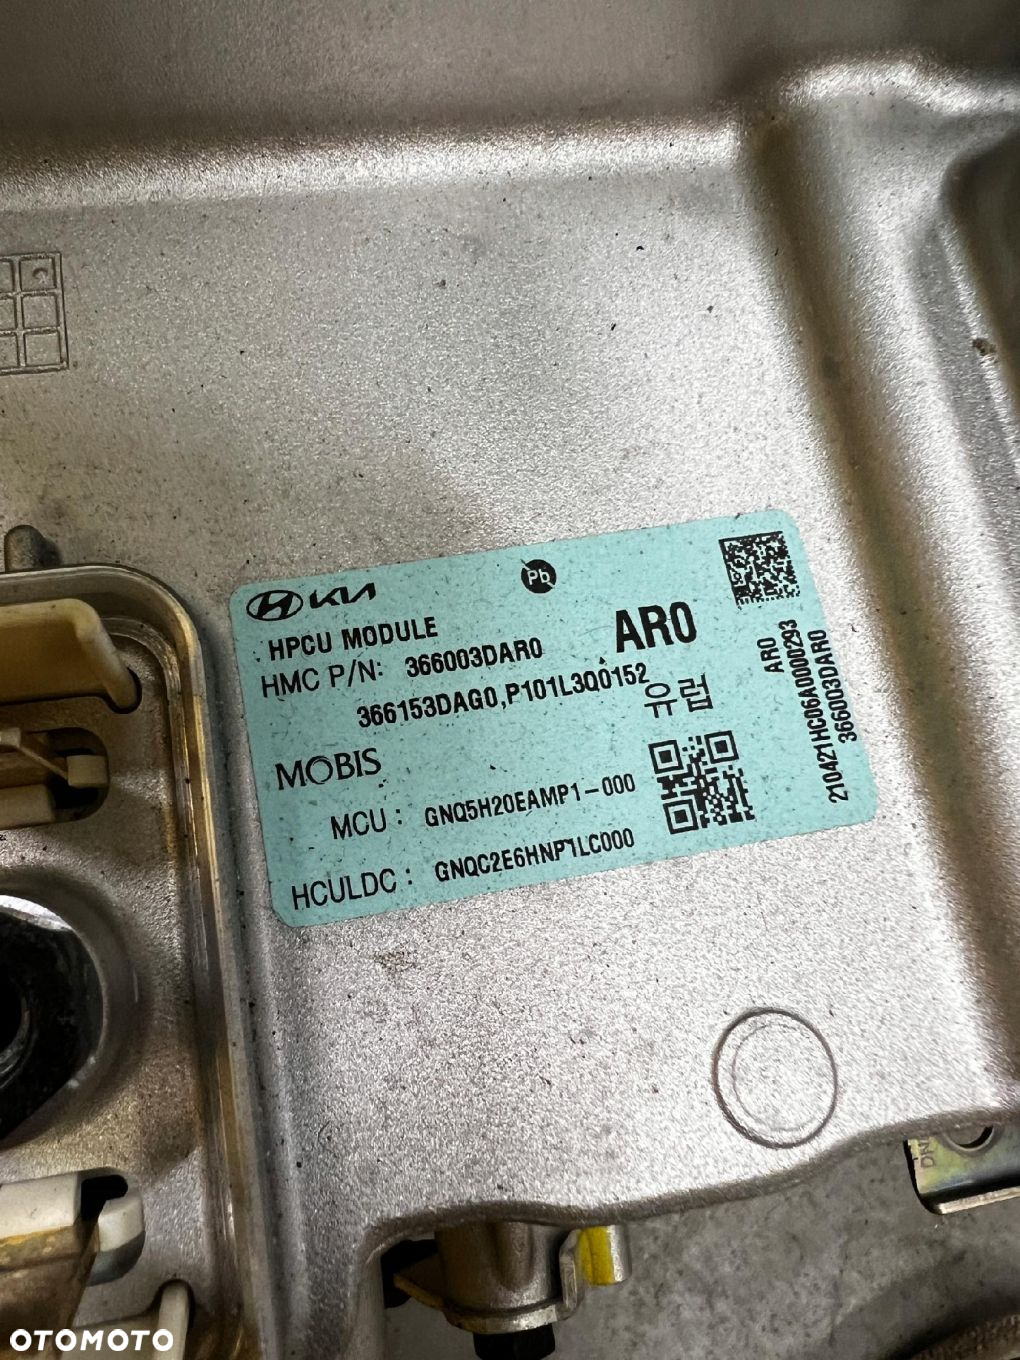 KIA
Pb
HPCU MODULE
HMC P/N: 366003DAR0
AR0
366153DAG0,P101L3Q0152
유럽
MOBIS
MCU : GNQ5H20EAMP1-000
HCULDC : GNQC2E6HNP1LC000
AR0
210421HC06A0000293
366003DAR0
DN
OTOMOTO